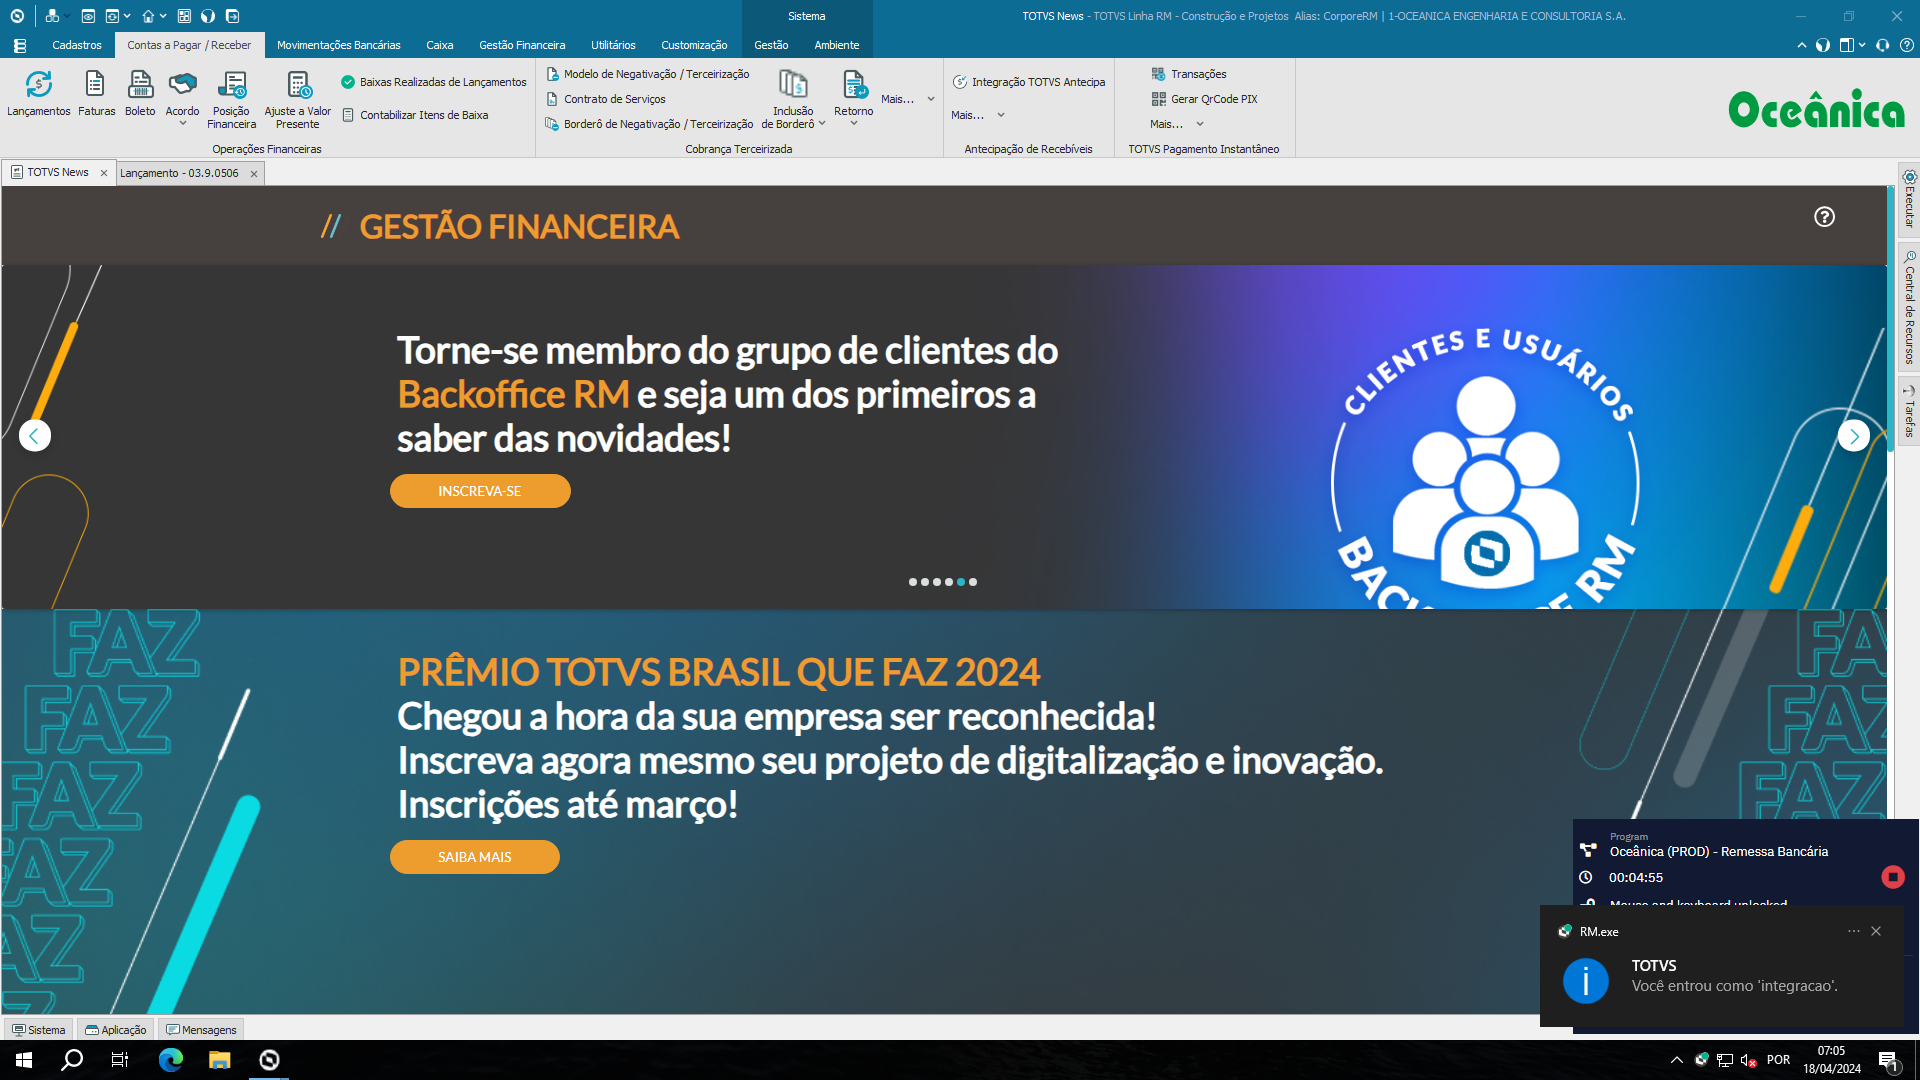 Sistema
TOTVS News - TOTVS Linha RM - Construção e Projetos Alias: CorporeRM | 1-OCEANICA ENGENHARIA E CONSULTORIA S.A.
Cadastros
Contas a Pagar / Receber
Movimentações Bancárias
Caixa
Gestão Financeira
Utilitários
Customização
Gestão
Ambiente
Lançamentos
Faturas
Boleto
Acordo
Posição Financeira
Ajuste a Valor Presente
Baixas Realizadas de Lançamentos
Contabilizar Itens de Baixa
Operações Financeiras
Modelo de Negativação / Terceirização
Contrato de Serviços
Borderô de Negativação / Terceirização
Inclusão de Borderô
Retorno
Mais...
Cobrança Terceirizada
Integração TOTVS Antecipa
Mais...
Antecipação de Recebíveis
Transações
Gerar QrCode PIX
Mais...
TOTVS Pagamento Instantâneo
Oceânica
TOTVS News
Lançamento - 03.9.0506
Executar
Central de Recursos
Tarefas
// GESTÃO FINANCEIRA
Torne-se membro do grupo de clientes do
Backoffice RM e seja um dos primeiros a
saber das novidades!
INSCREVA-SE
CLIENTES E USUÁRIOS
FAZ
FAZ
FAZ
FAZ
FAZ
PRÊMIO TOTVS BRASIL QUE FAZ 2024
Chegou a hora da sua empresa ser reconhecida!
Inscreva agora mesmo seu projeto de digitalização e inovação.
Inscrições até março!
SAIBA MAIS
Program
Oceânica (PROD) - Remessa Bancária
00:04:55
Mouse and keyboard unlocked
RM.exe
TOTVS
Você entrou como 'integracao'.
Sistema
Aplicação
Mensagens
POR
07:05
18/04/2024
1